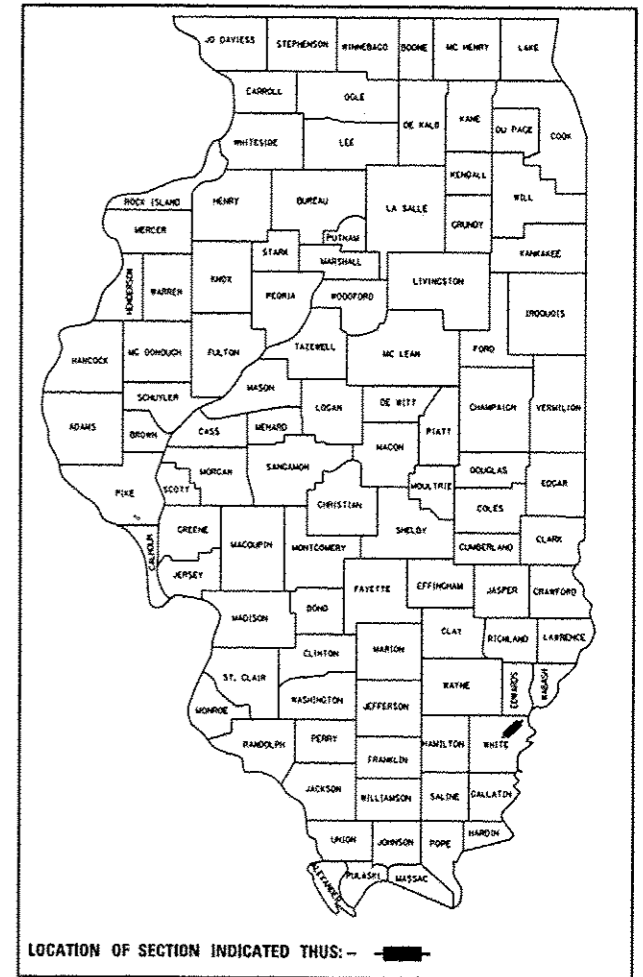 JO DAVIESS STEPHENSON WINNEBAGO BOONE MC HENRY LAKE
CARROLL OGLE DE KALB KANE DU PAGE COOK
WHITESIDE LEE
KENDALL WILL
ROCK ISLAND HENRY BUREAU LA SALLE GRUNDY
MERCER PUTNAM
STARK MARSHALL KANKAKEE
HENDERSON WARREN KNOX PEORIA WOODFORD LIVINGSTON IROQUOIS
HANCOCK MC DONOUGH FULTON TAZEWELL MC LEAN FORD
MASON
SCHUYLER LOGAN DE WITT CHAMPAIGN VERMILION
ADAMS BROWN CASS MENARD MACON PIATT
MORGAN SANGAMON DOUGLAS EDGAR
PIKE SCOTT CHRISTIAN MOULTRIE COLES
GREENE MACOUPIN MONTGOMERY SHELBY CUMBERLAND CLARK
CALHOUN JERSEY
FAYETTE EFFINGHAM JASPER CRAWFORD
MADISON BOND
CLAY RICHLAND LAWRENCE
CLINTON MARION
ST. CLAIR WAYNE EDWARDS WABASH
WASHINGTON JEFFERSON
MONROE
RANDOLPH PERRY HAMILTON WHITE
FRANKLIN
JACKSON WILLIAMSON SALINE GALLATIN
UNION JOHNSON POPE HARDIN
ALEXANDER PULASKI MASSAC
LOCATION OF SECTION INDICATED THUS: -